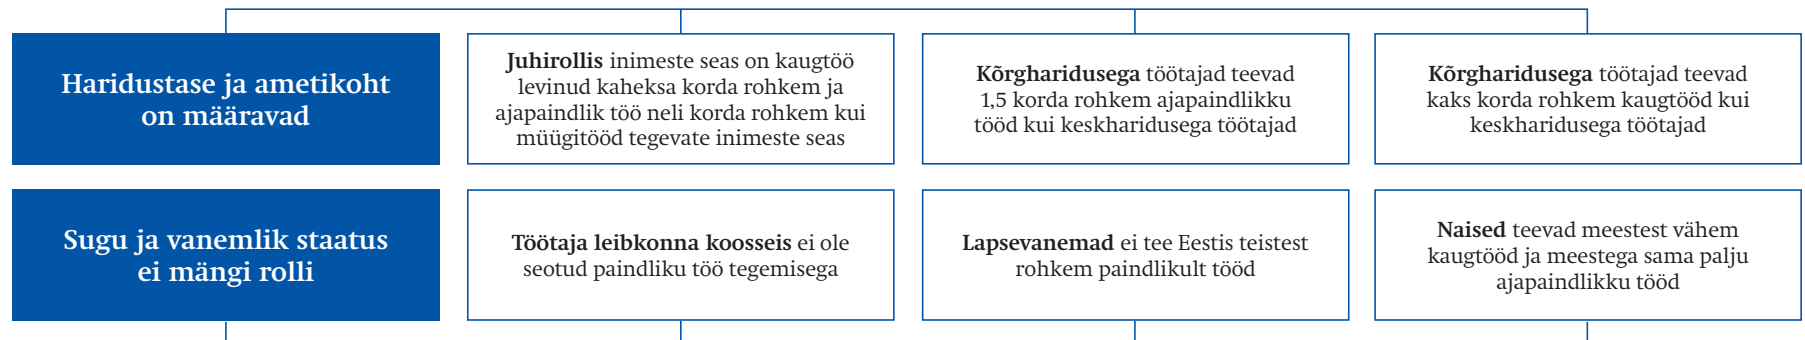 Haridustase ja ametikoht
on määravad
Juhirollis inimeste seas on kaugtöö
levinud kaheksa korda rohkem ja
ajapaindlik töö neli korda rohkem kui
müügitööd tegevate inimeste seas
Kõrgharidusega töötajad teevad
1,5 korda rohkem ajapaindlikku
tööd kui keskharidusega töötajad
Kõrgharidusega töötajad teevad
kaks korda rohkem kaugtööd kui
keskharidusega töötajad
Sugu ja vanemlik staatus
ei mängi rolli
Töötaja leibkonna koosseis ei ole
seotud paindliku töö tegemisega
Lapsevanemad ei tee Eestis teistest
rohkem paindlikult tööd
Naised teevad meestest vähem
kaugtööd ja meestega sama palju
ajapaindlikku tööd